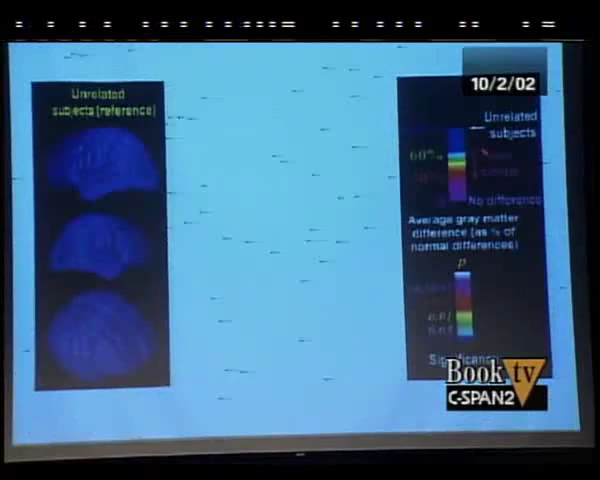 10/2/02
Unrelated
subjects (reference)
Unrelated
subjects
60%
No difference
Average gray matter
difference (as % of
normal differences)
p
Significance
Book tv
C-SPAN2